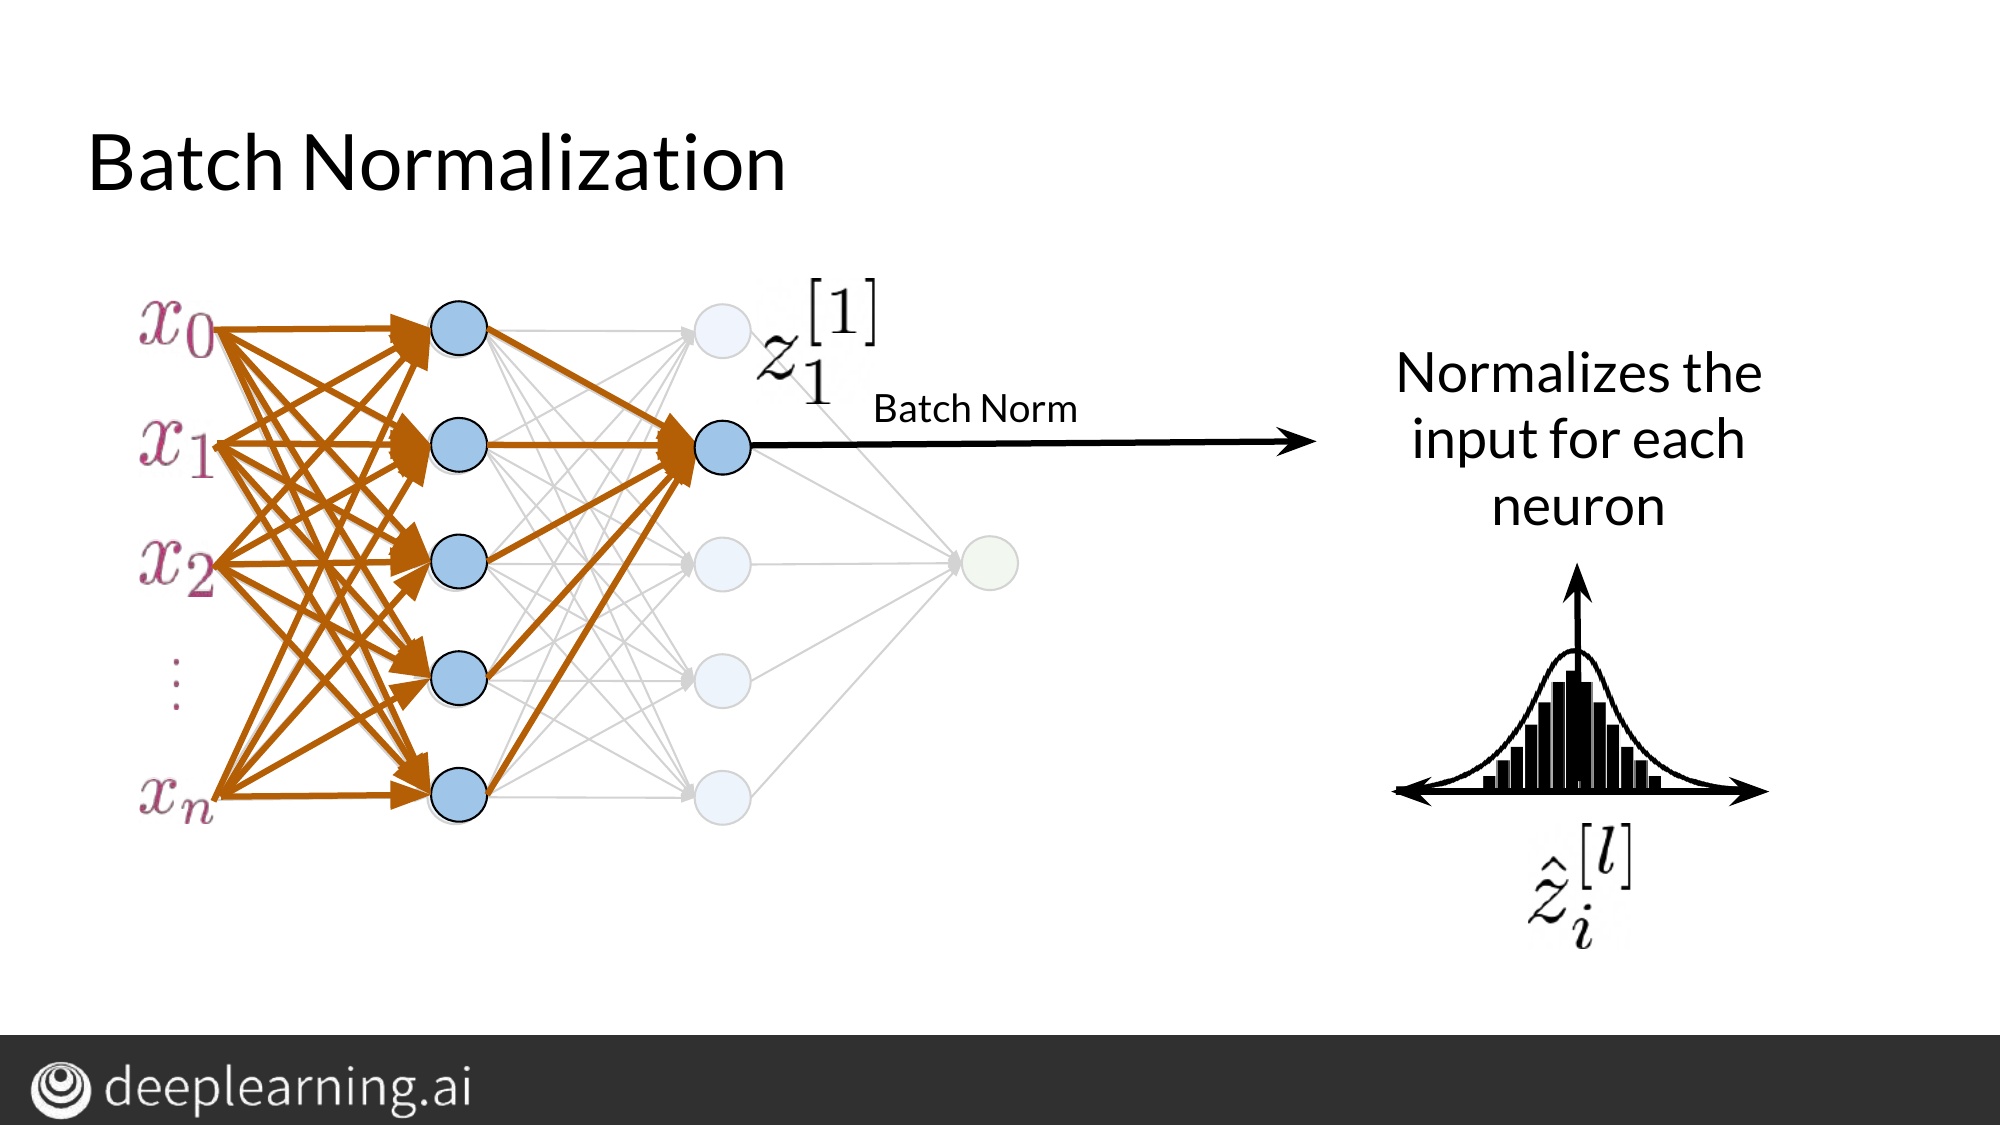 Batch Normalization
x_0
x_1
x_2
⋮
x_n
z_1^{[1]}
Batch Norm
Normalizes the
input for each
neuron
\hat{z}_i^{[l]}
deeplearning.ai